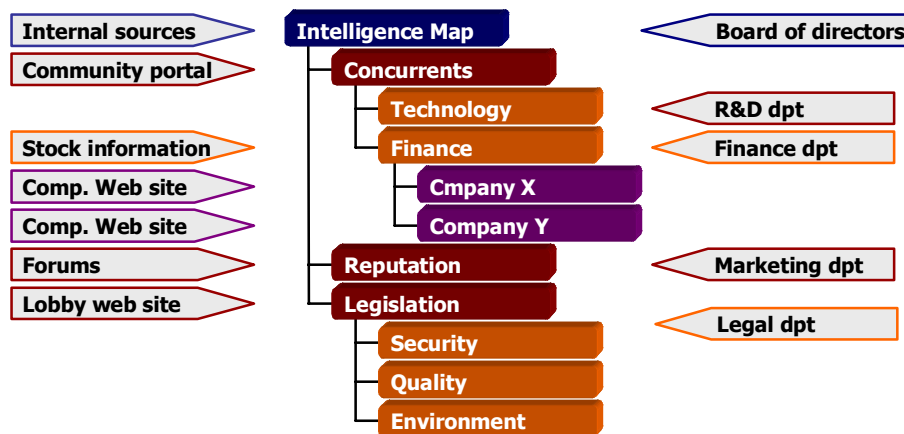 Internal sources
Intelligence Map
Board of directors
Community portal
Concurrents
Technology
R&D dpt
Stock information
Finance
Finance dpt
Comp. Web site
Cmpany X
Comp. Web site
Company Y
Forums
Reputation
Marketing dpt
Lobby web site
Legislation
Legal dpt
Security
Quality
Environment